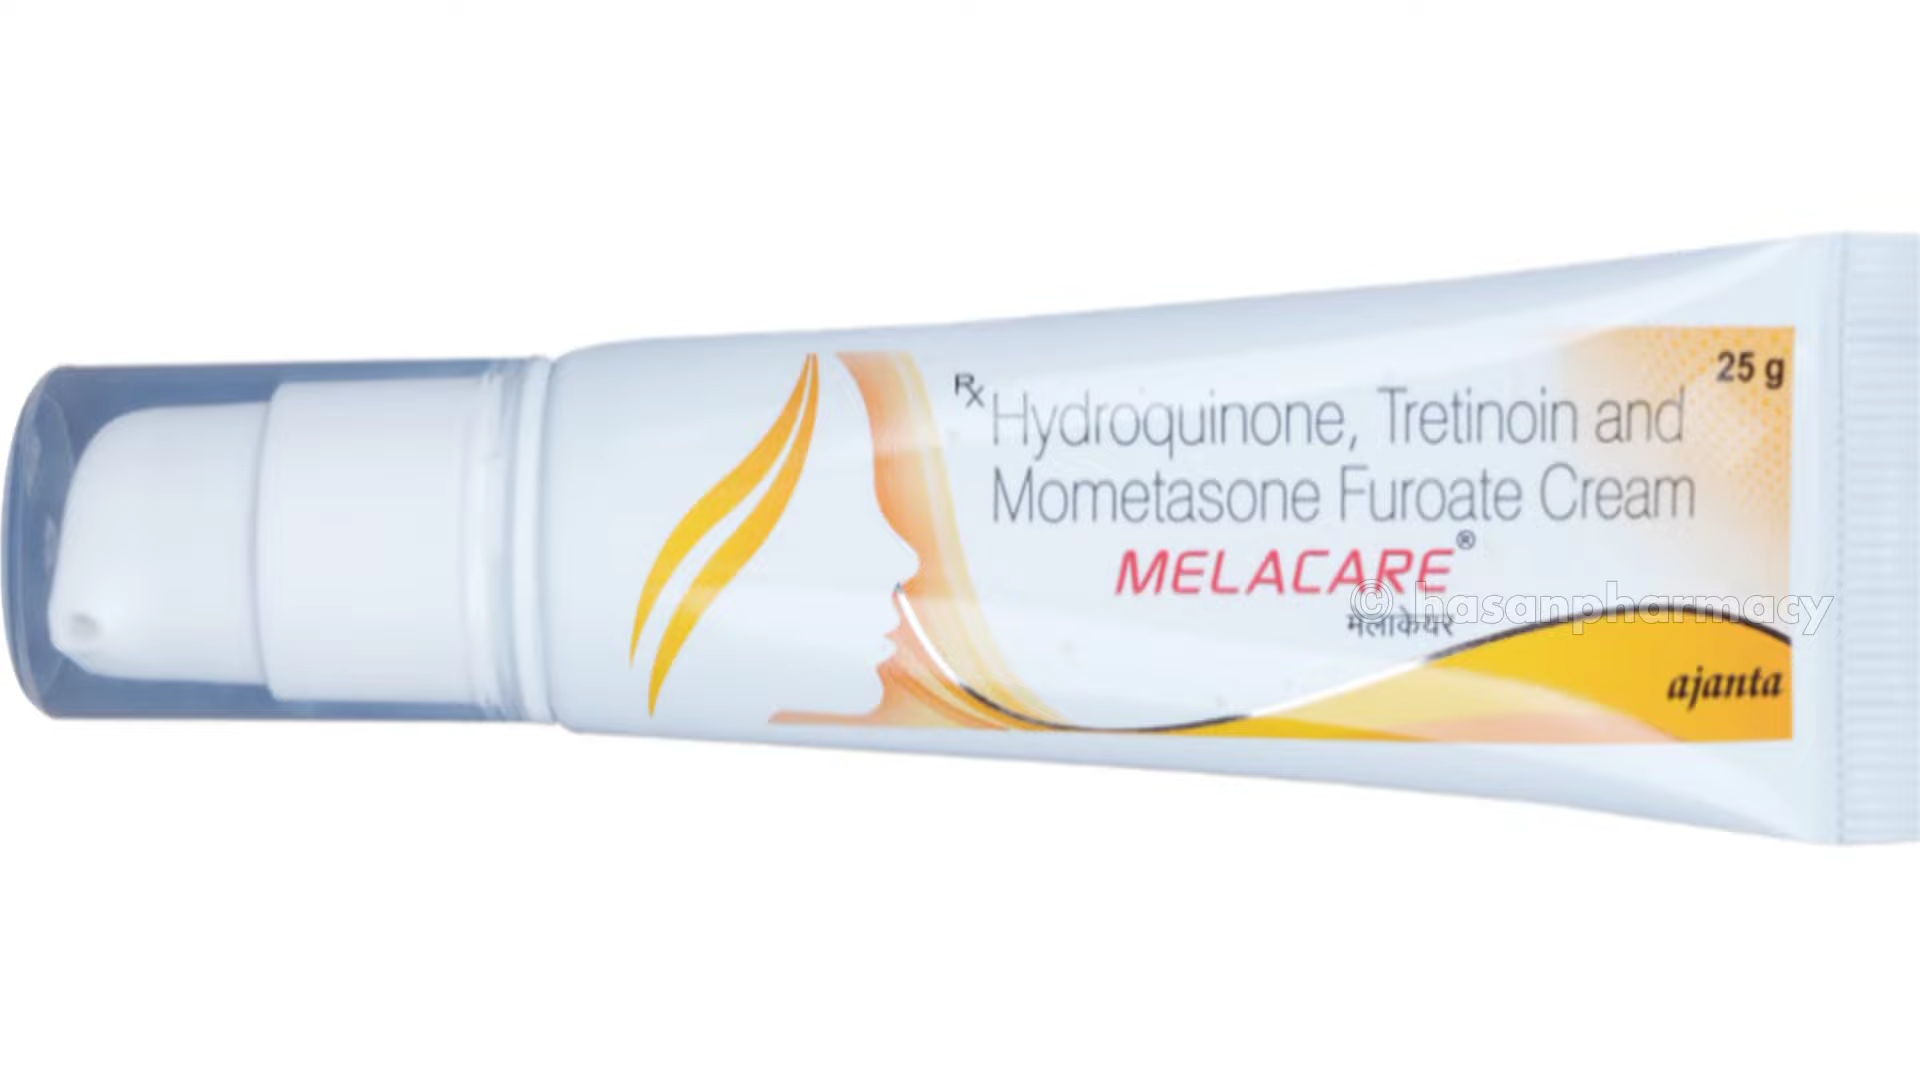 25 g
Rx Hydroquinone, Tretinoin and
Mometasone Furoate Cream
MELACARE®
मेलाकेयर
© hasanpharmacy
ajanta